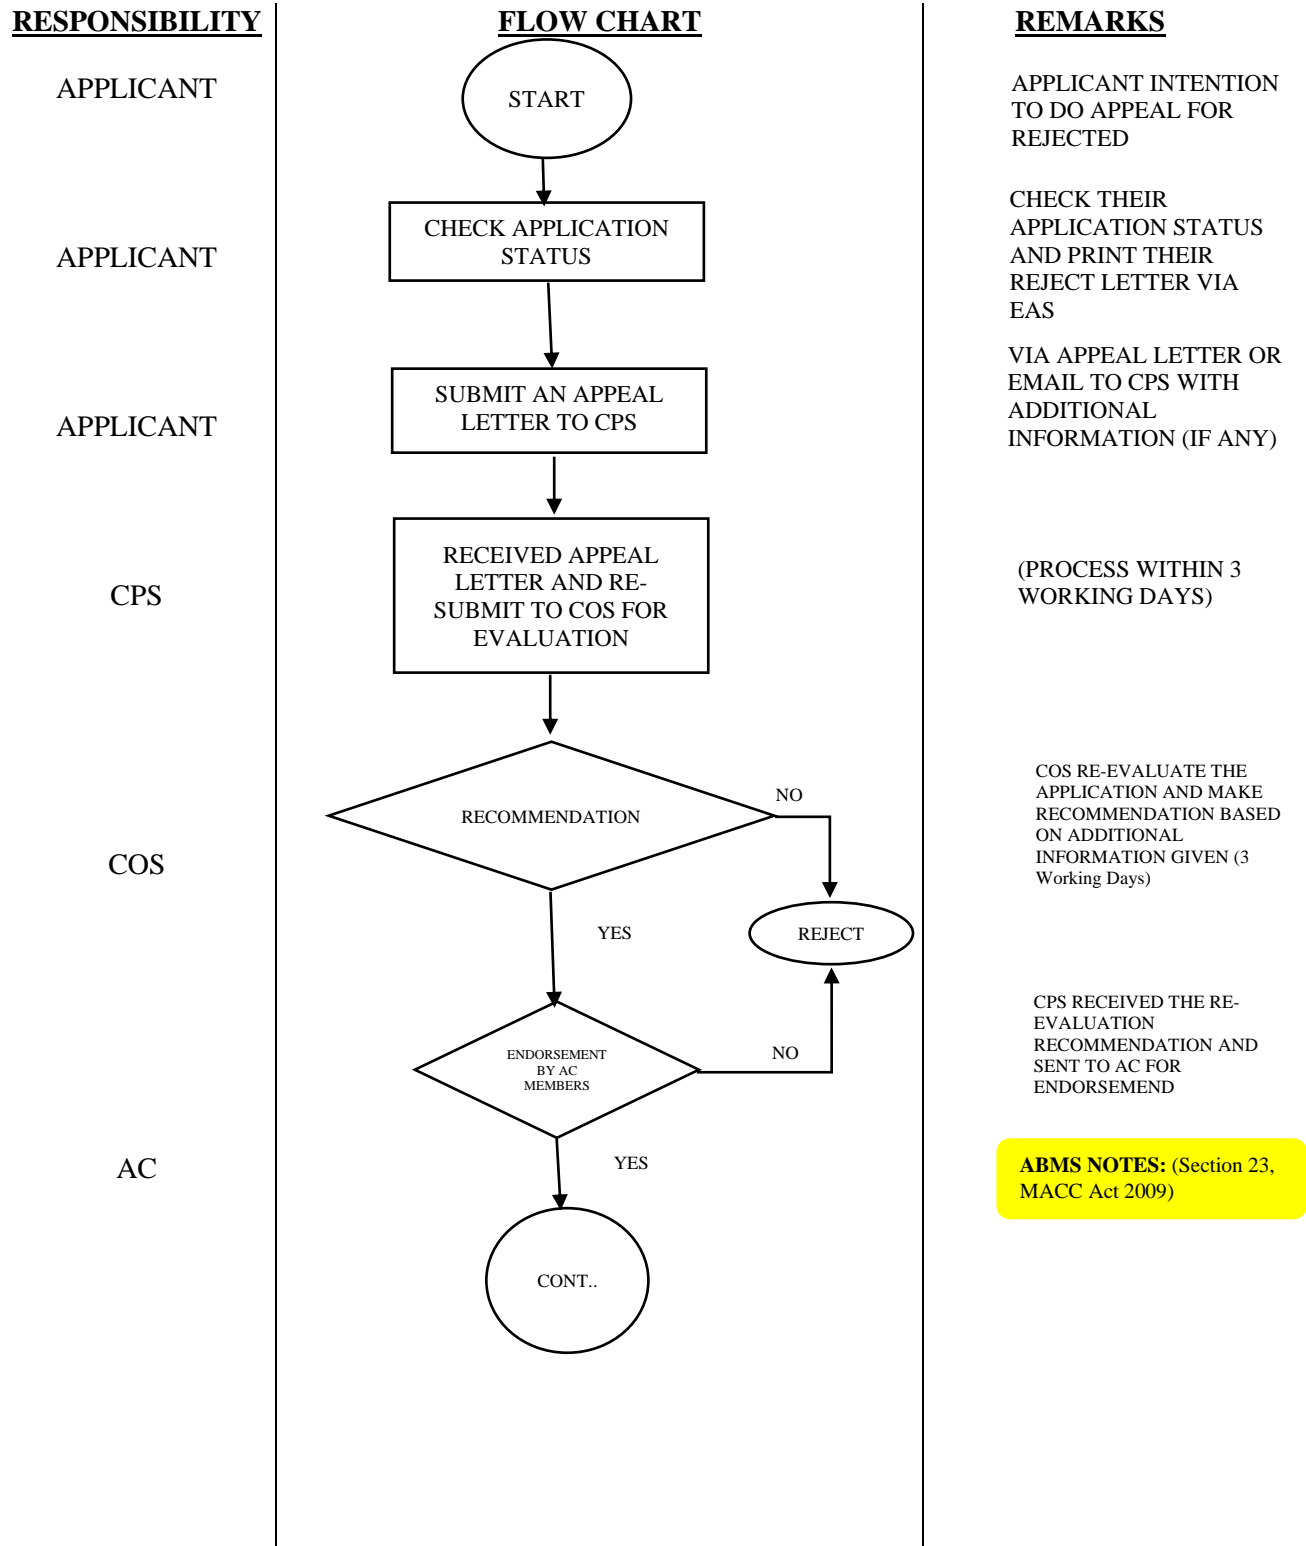 RESPONSIBILITY
FLOW CHART
REMARKS
APPLICANT
START
APPLICANT INTENTION
TO DO APPEAL FOR
REJECTED
APPLICANT
CHECK APPLICATION
STATUS
CHECK THEIR
APPLICATION STATUS
AND PRINT THEIR
REJECT LETTER VIA
EAS
APPLICANT
SUBMIT AN APPEAL
LETTER TO CPS
VIA APPEAL LETTER OR
EMAIL TO CPS WITH
ADDITIONAL
INFORMATION (IF ANY)
CPS
RECEIVED APPEAL
LETTER AND RE-
SUBMIT TO COS FOR
EVALUATION
(PROCESS WITHIN 3
WORKING DAYS)
COS
RECOMMENDATION
NO
YES
REJECT
COS RE-EVALUATE THE
APPLICATION AND MAKE
RECOMMENDATION BASED
ON ADDITIONAL
INFORMATION GIVEN (3
Working Days)
ENDORSEMENT
BY AC
MEMBERS
NO
CPS RECEIVED THE RE-
EVALUATION
RECOMMENDATION AND
SENT TO AC FOR
ENDORSEMEND
AC
YES
ABMS NOTES: (Section 23,
MACC Act 2009)
CONT..